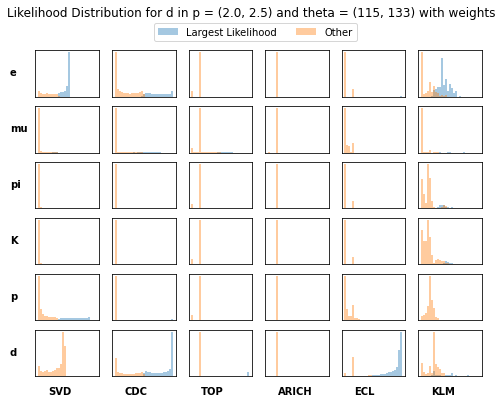 Likelihood Distribution for d in p = (2.0, 2.5) and theta = (115, 133) with weights
Largest Likelihood Other
e
mu
pi
K
p
d
SVD CDC TOP ARICH ECL KLM